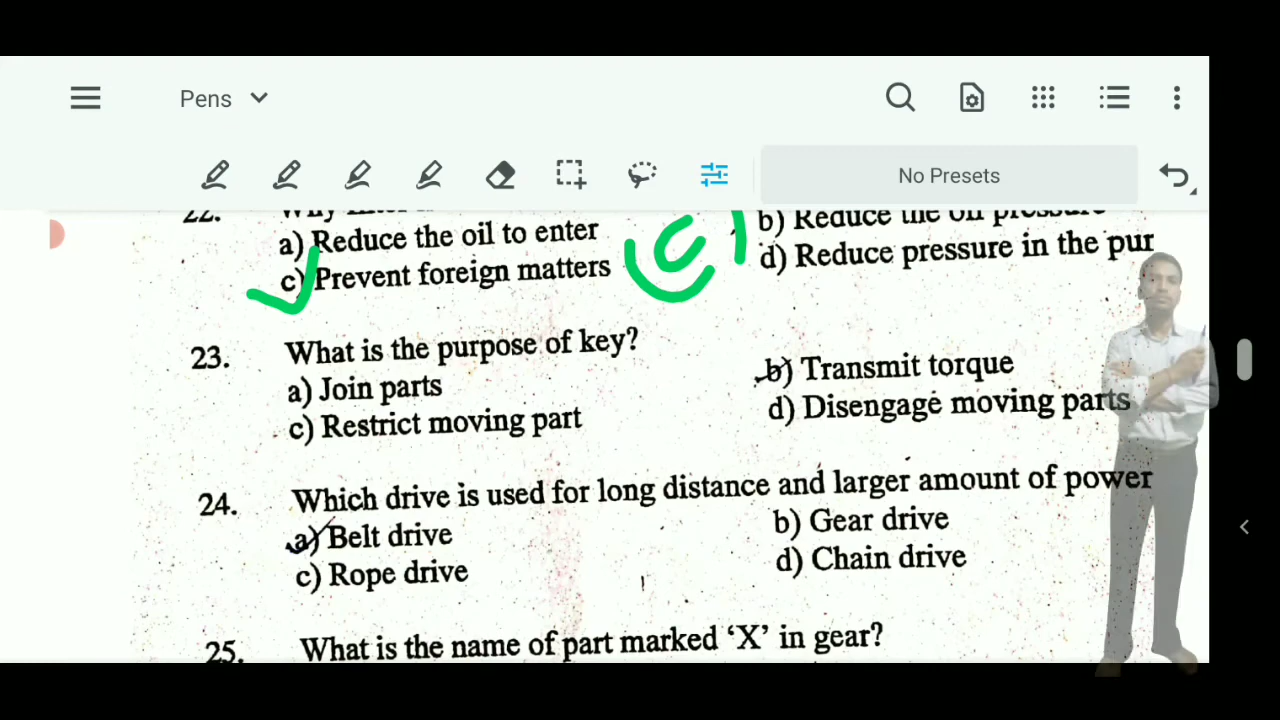 Pens
No Presets
22.
a) Reduce the oil to enter
b) Reduce the oil pressure
c) Prevent foreign matters
(c)
d) Reduce pressure in the pur
23. What is the purpose of key?
a) Join parts
b) Transmit torque
c) Restrict moving part
d) Disengage moving parts
24. Which drive is used for long distance and larger amount of power
a) Belt drive
b) Gear drive
c) Rope drive
d) Chain drive
25. What is the name of part marked ‘X’ in gear?